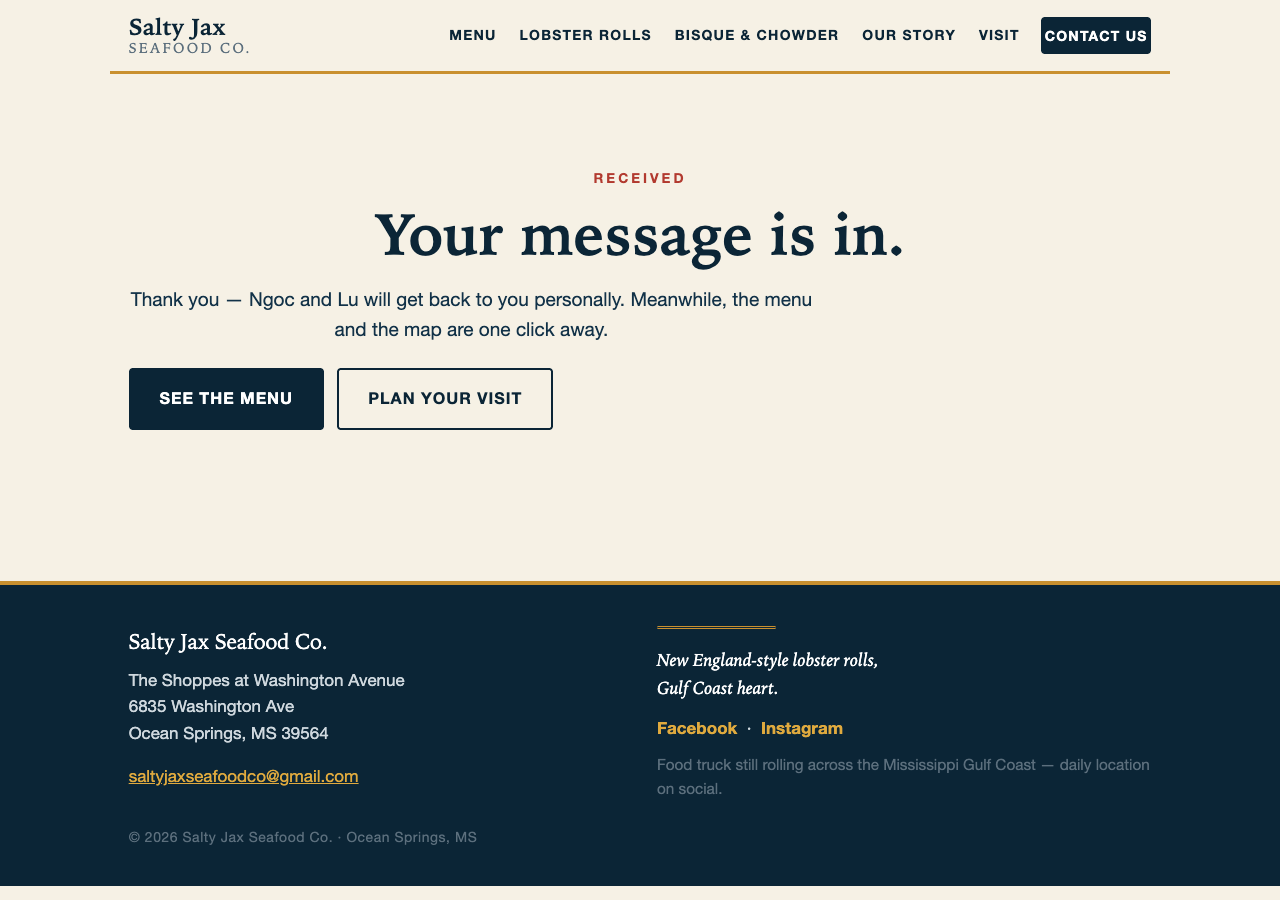 Salty Jax
SEAFOOD CO.
MENU LOBSTER ROLLS BISQUE & CHOWDER OUR STORY VISIT CONTACT US
RECEIVED
Your message is in.
Thank you — Ngoc and Lu will get back to you personally. Meanwhile, the menu
and the map are one click away.
SEE THE MENU PLAN YOUR VISIT
Salty Jax Seafood Co.
The Shoppes at Washington Avenue
6835 Washington Ave
Ocean Springs, MS 39564
saltyjaxseafoodco@gmail.com
New England-style lobster rolls,
Gulf Coast heart.
Facebook · Instagram
Food truck still rolling across the Mississippi Gulf Coast — daily location
on social.
© 2026 Salty Jax Seafood Co. · Ocean Springs, MS